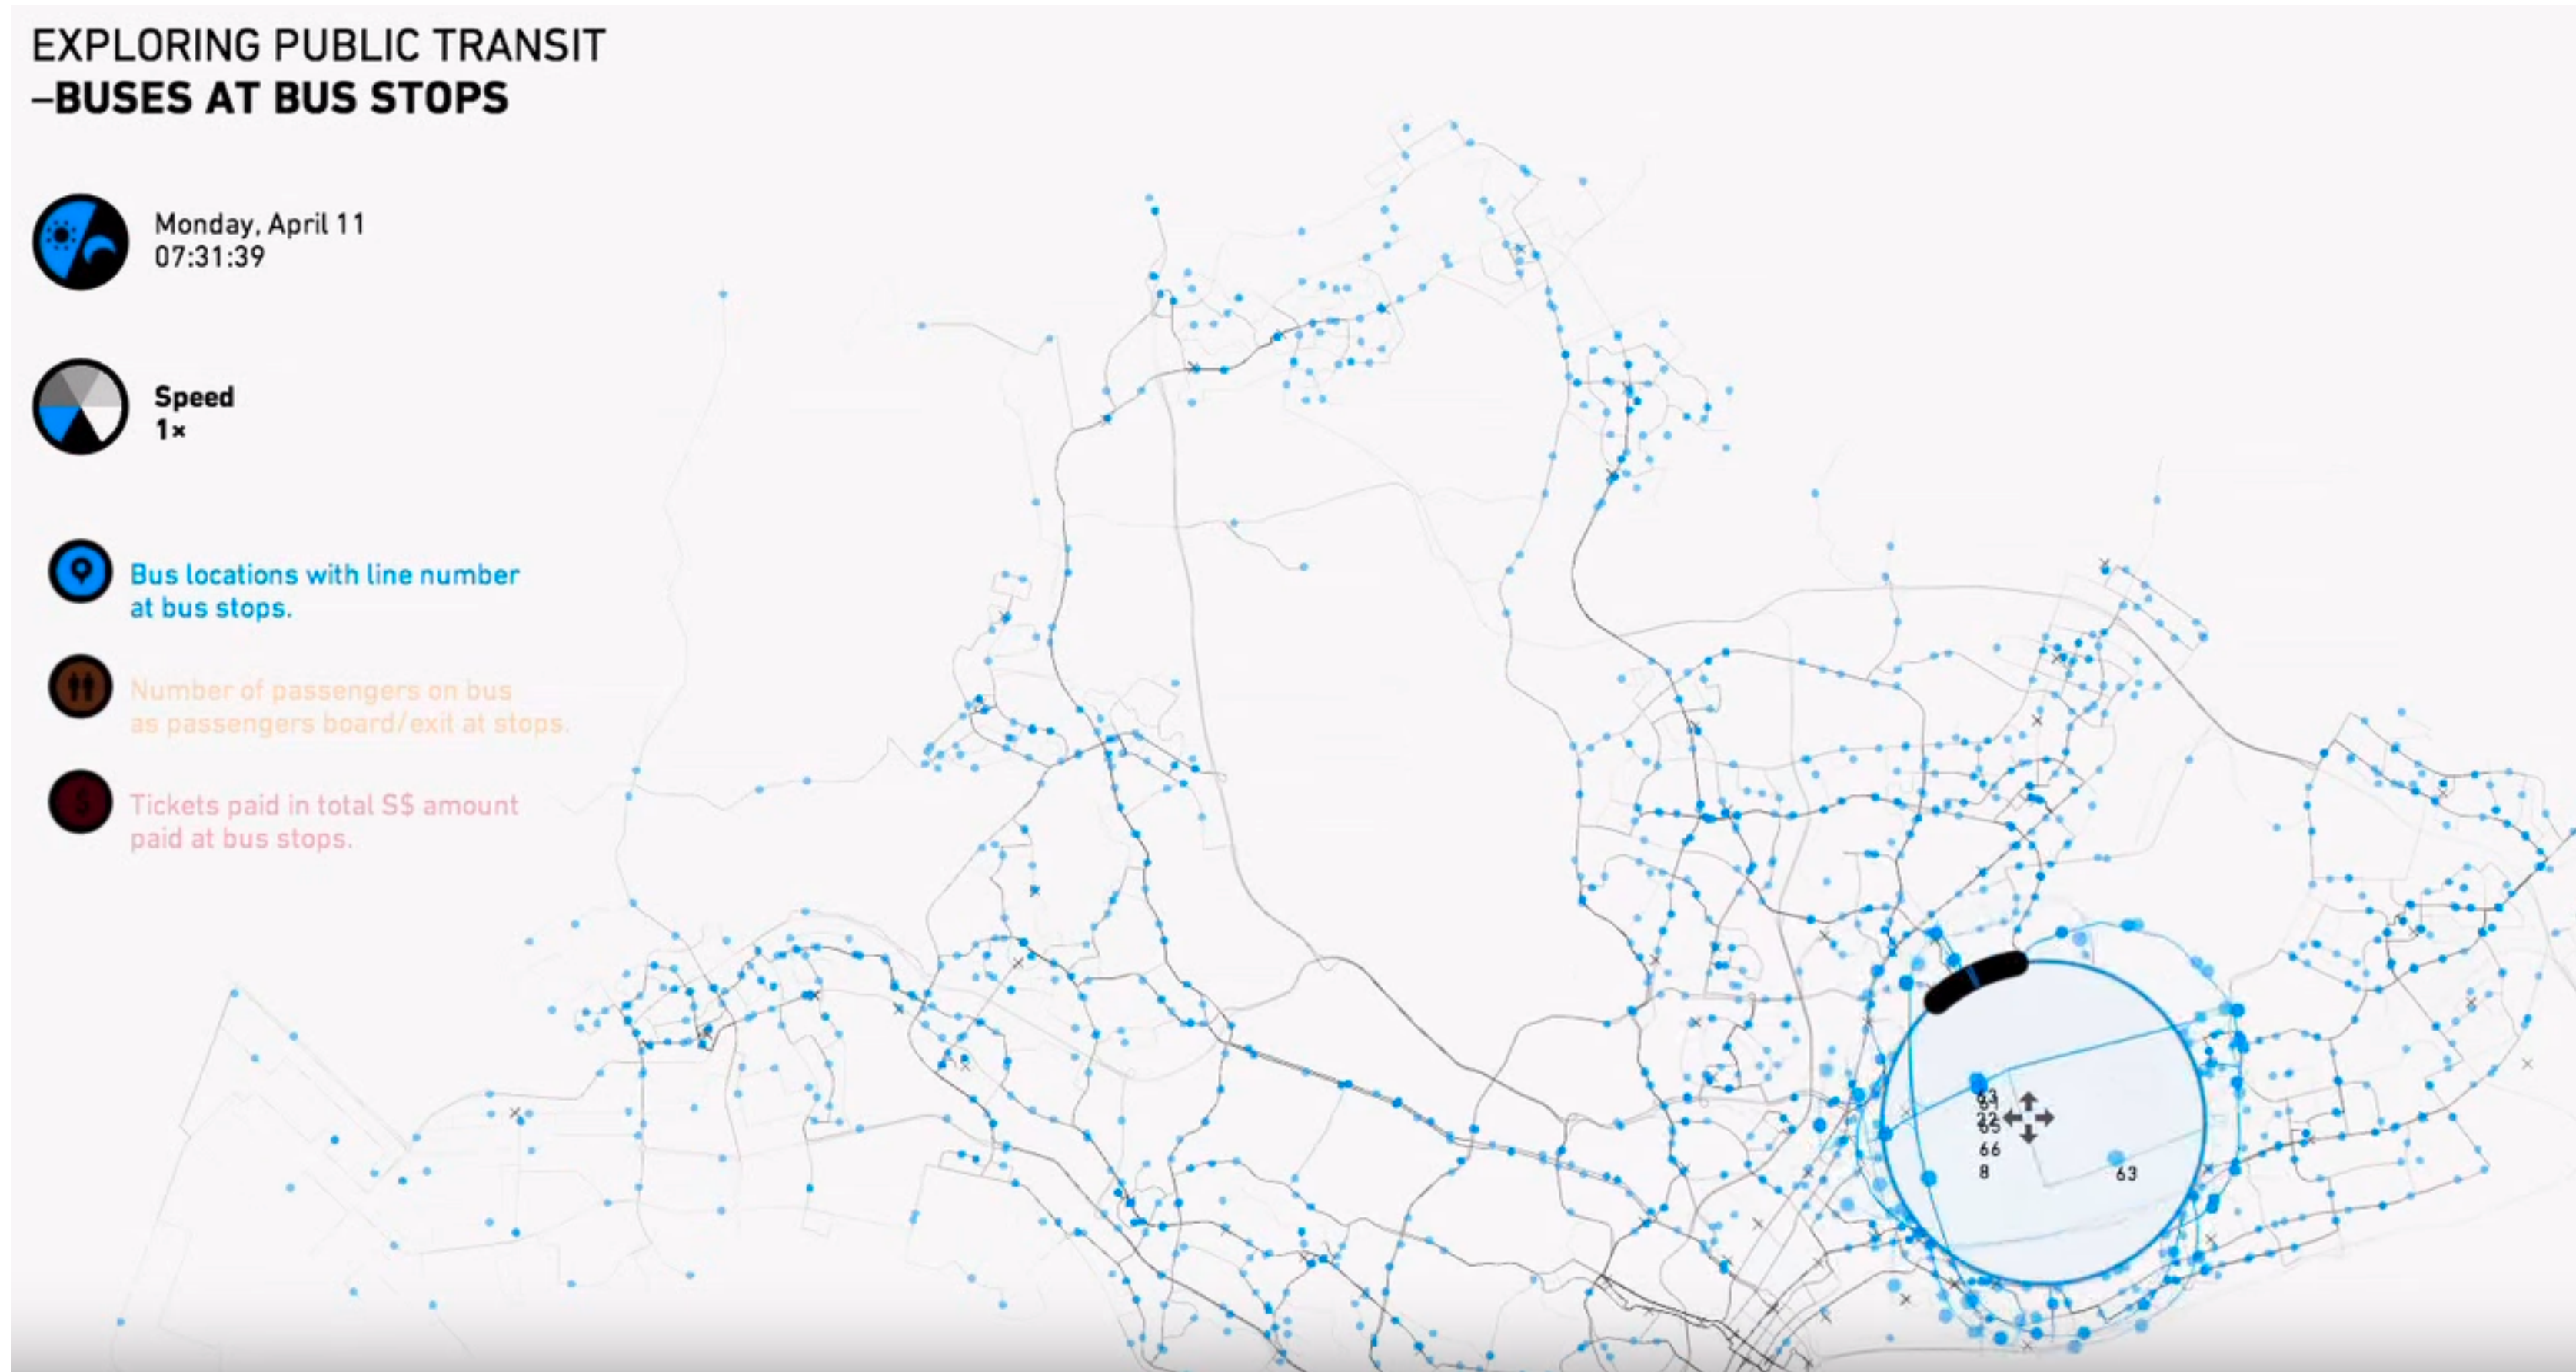 EXPLORING PUBLIC TRANSIT
–BUSES AT BUS STOPS
Monday, April 11
07:31:39
Speed
1×
Bus locations with line number
at bus stops.
Number of passengers on bus
as passengers board/exit at stops.
Tickets paid in total S$ amount
paid at bus stops.
63
66
8
63